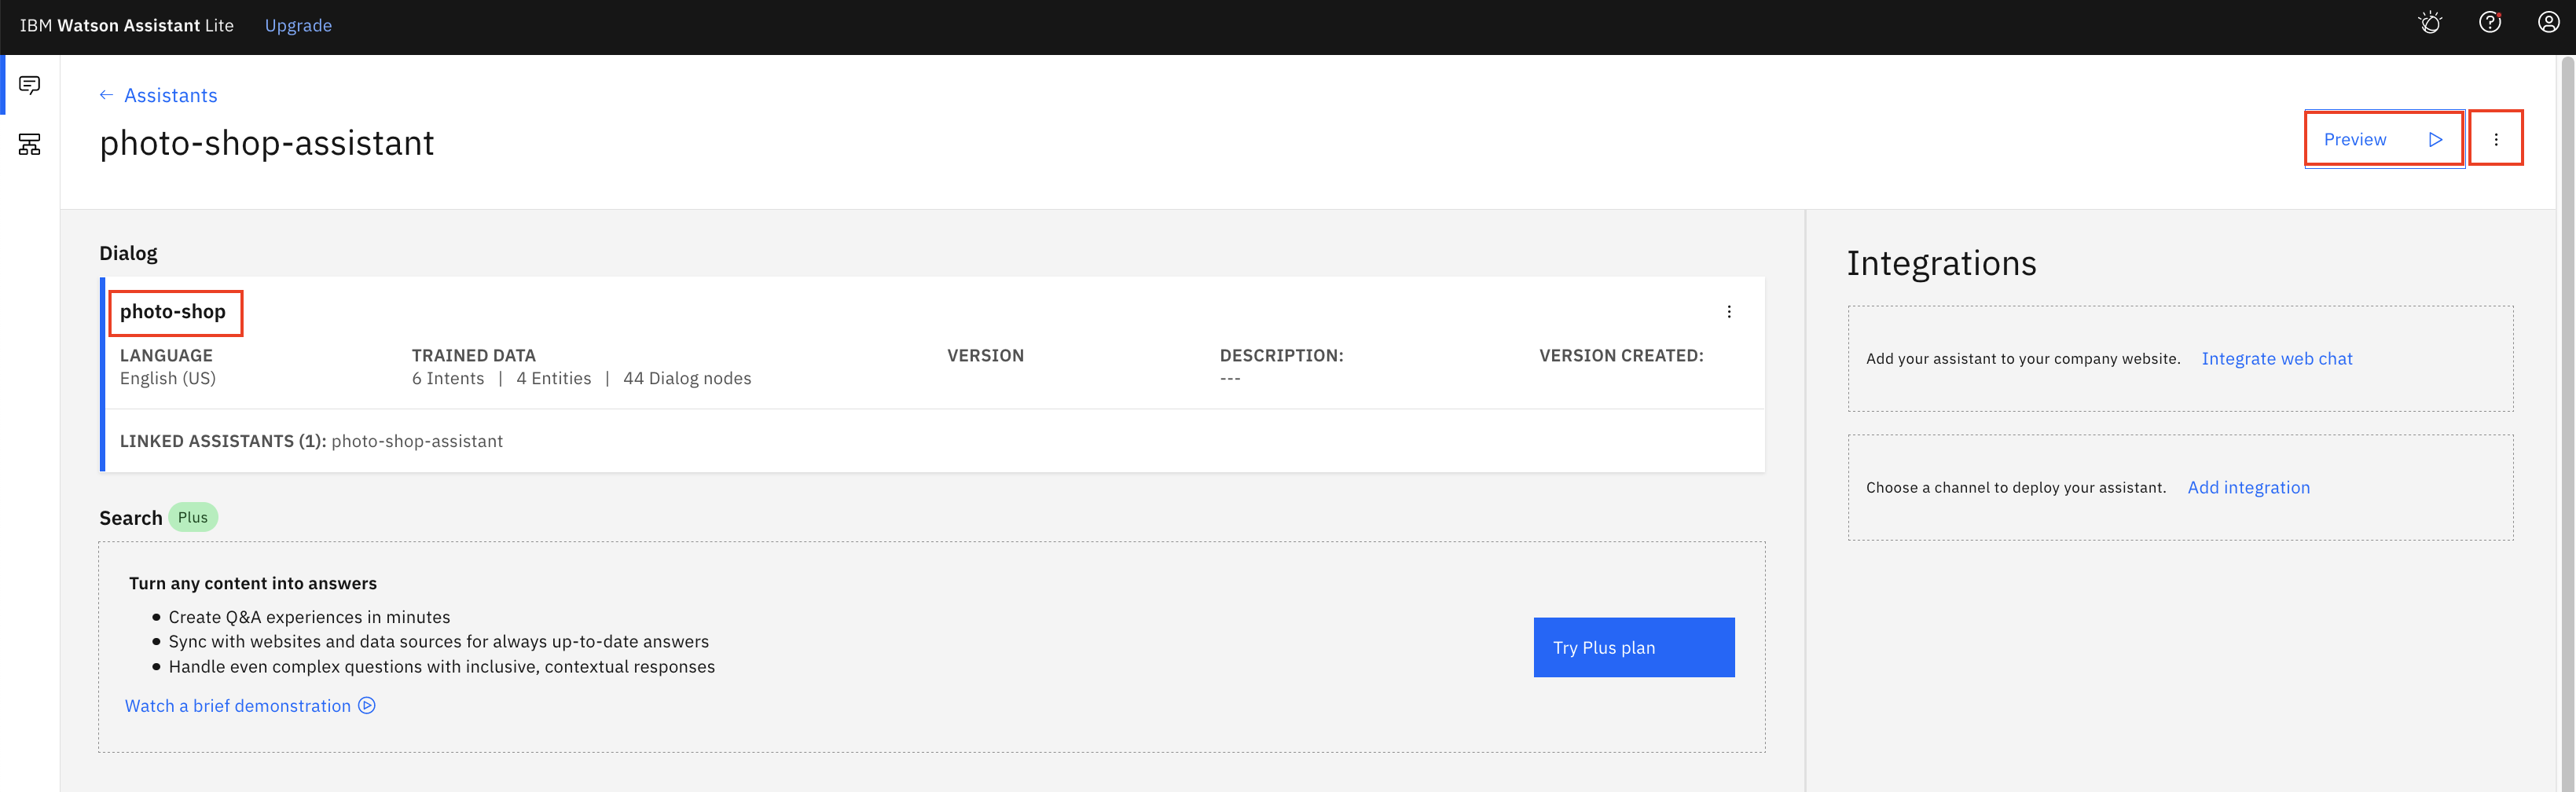 IBM Watson Assistant Lite Upgrade
← Assistants
photo-shop-assistant
Preview
Dialog
photo-shop
LANGUAGE TRAINED DATA VERSION DESCRIPTION: VERSION CREATED:
English (US) 6 Intents | 4 Entities | 44 Dialog nodes ---
LINKED ASSISTANTS (1): photo-shop-assistant
Search Plus
Turn any content into answers
• Create Q&A experiences in minutes
• Sync with websites and data sources for always up-to-date answers
• Handle even complex questions with inclusive, contextual responses
Try Plus plan
Watch a brief demonstration
Integrations
Add your assistant to your company website. Integrate web chat
Choose a channel to deploy your assistant. Add integration